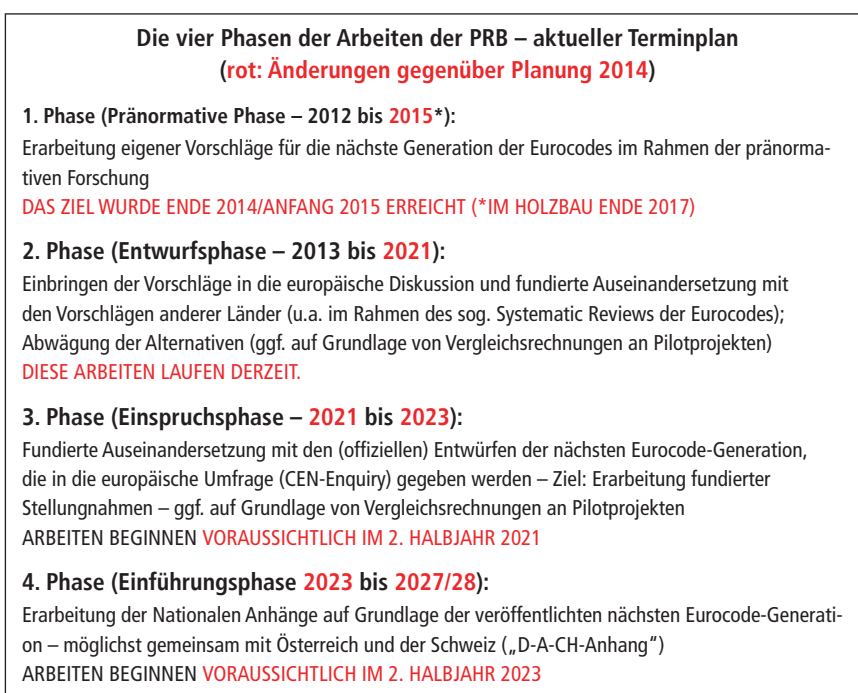 Die vier Phasen der Arbeiten der PRB – aktueller Terminplan
(rot: Änderungen gegenüber Planung 2014)
1. Phase (Pränormative Phase – 2012 bis 2015*):
Erarbeitung eigener Vorschläge für die nächste Generation der Eurocodes im Rahmen der pränorma-
tiven Forschung
DAS ZIEL WURDE ENDE 2014/ANFANG 2015 ERREICHT (*IM HOLZBAU ENDE 2017)
2. Phase (Entwurfsphase – 2013 bis 2021):
Einbringen der Vorschläge in die europäische Diskussion und fundierte Auseinandersetzung mit
den Vorschlägen anderer Länder (u.a. im Rahmen des sog. Systematic Reviews der Eurocodes);
Abwägung der Alternativen (ggf. auf Grundlage von Vergleichsrechnungen an Pilotprojekten)
DIESE ARBEITEN LAUFEN DERZEIT.
3. Phase (Einspruchsphase – 2021 bis 2023):
Fundierte Auseinandersetzung mit den (offiziellen) Entwürfen der nächsten Eurocode-Generation,
die in die europäische Umfrage (CEN-Enquiry) gegeben werden – Ziel: Erarbeitung fundierter
Stellungnahmen – ggf. auf Grundlage von Vergleichsrechnungen an Pilotprojekten
ARBEITEN BEGINNEN VORAUSSICHTLICH IM 2. HALBJAHR 2021
4. Phase (Einführungsphase 2023 bis 2027/28):
Erarbeitung der Nationalen Anhänge auf Grundlage der veröffentlichten nächsten Eurocode-Generati-
on – möglichst gemeinsam mit Österreich und der Schweiz („D-A-CH-Anhang")
ARBEITEN BEGINNEN VORAUSSICHTLICH IM 2. HALBJAHR 2023